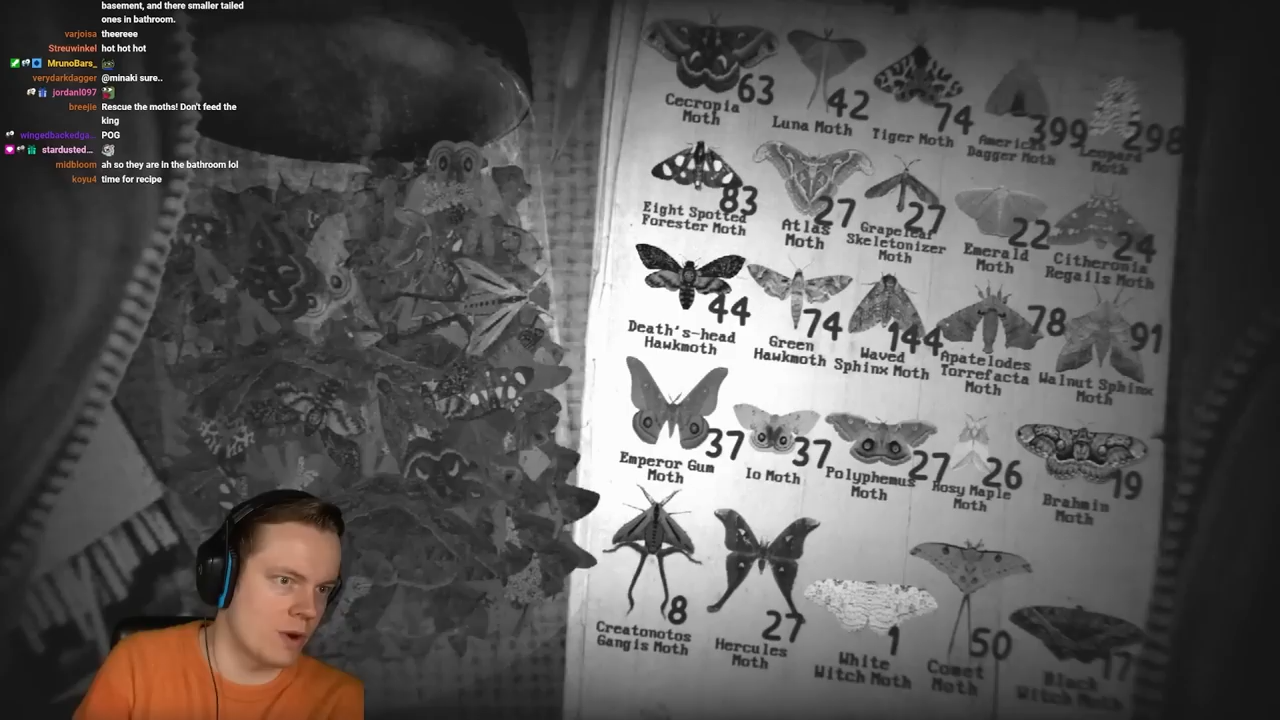 basement, and there smaller tailed
ones in bathroom.
varjoisa theereee
Streuwinkel hot hot hot
MrunoBars_
verydarkdagger @minaki sure..
jordanl097
breejie Rescue the moths! Don't feed the
king
wingedbackedga... POG
stardusted...
midbloom ah so they are in the bathroom lol
koyu4 time for recipe
63
Cecropia
Moth
42
Luna Moth
74
Tiger Moth
399
American
Dagger Moth
298
Leopard
Moth
83
Eight Spotted
Forester Moth
27
Atlas
Moth
27
Grapeleaf
Skeletonizer
Moth
22
Emerald
Moth
24
Citheronia
Regails Moth
44
Death's-head
Hawkmoth
74
Green
Hawkmoth
144
Waved
Sphinx Moth
78
Apatelodes
Torrefacta
Moth
91
Walnut Sphinx
Moth
37
Emperor Gum
Moth
37
Io Moth
27
Polyphemus
Moth
26
Rosy Maple
Moth
19
Brahmin
Moth
8
Creatonotos
Gangis Moth
27
Hercules
Moth
1
White
Witch Moth
50
Comet
Moth
17
Black
Witch Moth